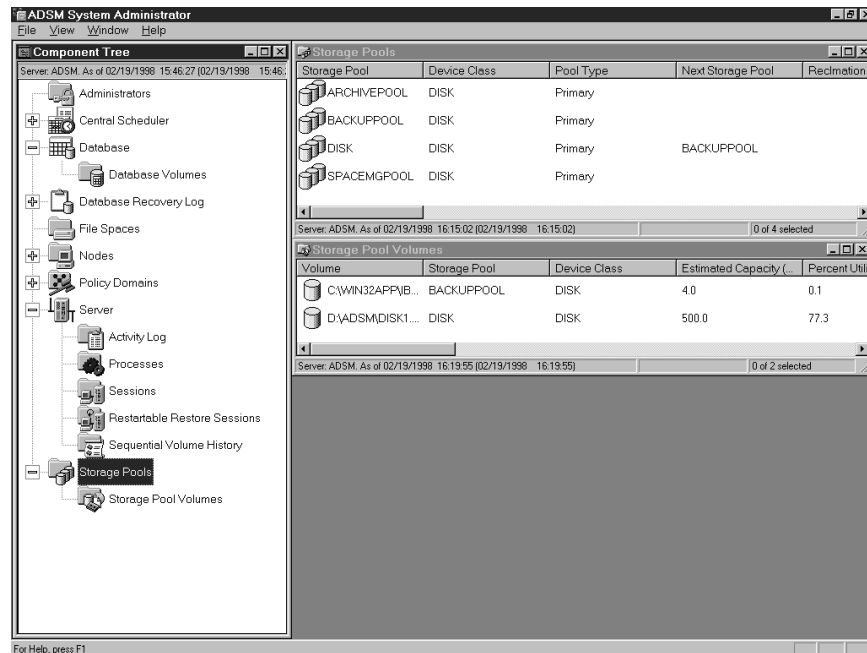 ADSM System Administrator
File View Window Help
Component Tree
Server: ADSM. As of 02/19/1998 15:46:27 (02/19/1998 15:46:
Administrators
Central Scheduler
Database
Database Volumes
Database Recovery Log
File Spaces
Nodes
Policy Domains
Server
Activity Log
Processes
Sessions
Restartable Restore Sessions
Sequential Volume History
Storage Pools
Storage Pool Volumes
Storage Pools
Storage Pool Device Class Pool Type Next Storage Pool Reclmation
ARCHIVEPOOL DISK Primary
BACKUPPOOL DISK Primary
DISK DISK Primary BACKUPPOOL
SPACEMGPOOL DISK Primary
Server: ADSM. As of 02/19/1998 16:15:02 (02/19/1998 16:15:02) 0 of 4 selected
Storage Pool Volumes
Volume Storage Pool Device Class Estimated Capacity (... Percent Utili
C:\WIN32APP\IB... BACKUPPOOL DISK 4.0 0.1
D:\ADSM\DISK1.... DISK DISK 500.0 77.3
Server: ADSM. As of 02/19/1998 16:19:55 (02/19/1998 16:19:55) 0 of 2 selected
For Help, press F1